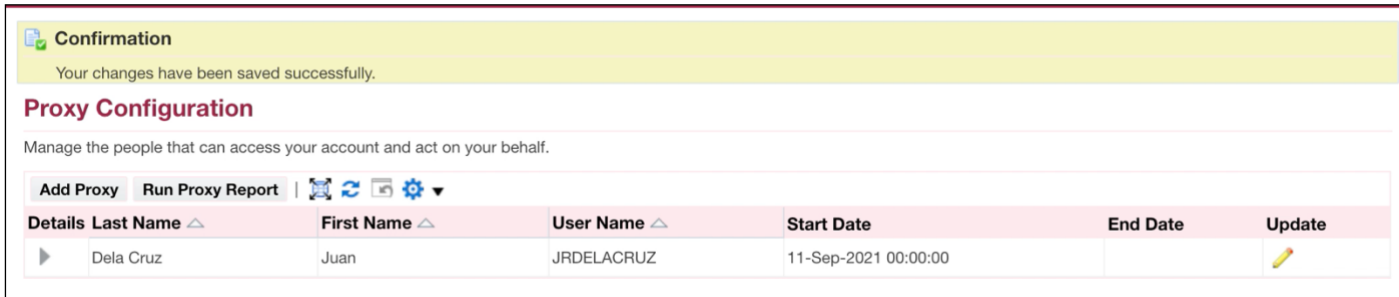 Confirmation
Your changes have been saved successfully.
Proxy Configuration
Manage the people that can access your account and act on your behalf.
Add Proxy Run Proxy Report |
Details Last Name First Name User Name Start Date End Date Update
Dela Cruz Juan JRDELACRUZ 11-Sep-2021 00:00:00